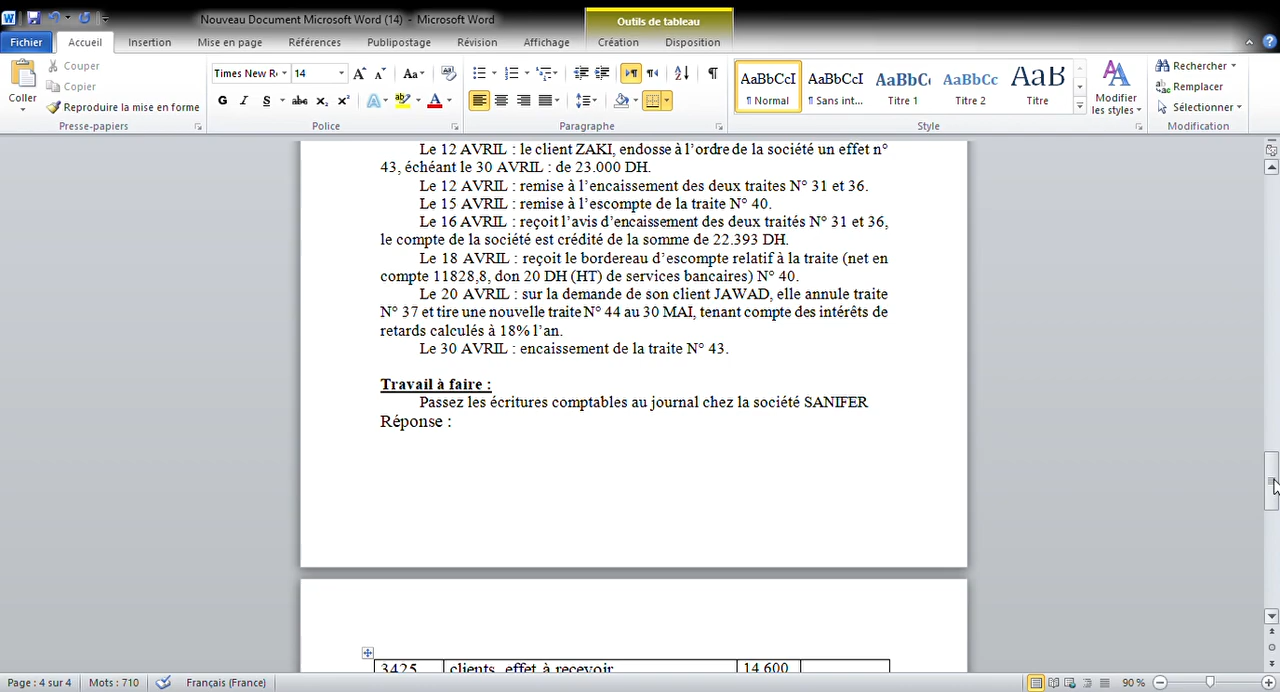 Nouveau Document Microsoft Word (14) - Microsoft Word
Outils de tableau
Fichier Accueil Insertion Mise en page Références Publipostage Révision Affichage Création Disposition
Coller
Couper
Copier
Reproduire la mise en forme
Presse-papiers
Times New R 14
Police
Paragraphe
AaBbCcI AaBbCcI AaBbC AaBbCc AaB
¶ Normal ¶ Sans int... Titre 1 Titre 2 Titre
Modifier les styles
Style
Rechercher
Remplacer
Sélectionner
Modification
Le 12 AVRIL : le client ZAKI, endosse à l'ordre de la société un effet n°
43, échéant le 30 AVRIL : de 23.000 DH.
Le 12 AVRIL : remise à l'encaissement des deux traites N° 31 et 36.
Le 15 AVRIL : remise à l'escompte de la traite N° 40.
Le 16 AVRIL : reçoit l'avis d'encaissement des deux traités N° 31 et 36,
le compte de la société est crédité de la somme de 22.393 DH.
Le 18 AVRIL : reçoit le bordereau d'escompte relatif à la traite (net en
compte 11828,8, don 20 DH (HT) de services bancaires) N° 40.
Le 20 AVRIL : sur la demande de son client JAWAD, elle annule traite
N° 37 et tire une nouvelle traite N° 44 au 30 MAI, tenant compte des intérêts de
retards calculés à 18% l'an.
Le 30 AVRIL : encaissement de la traite N° 43.
Travail à faire :
Passez les écritures comptables au journal chez la société SANIFER
Réponse :
3425 clients, effet à recevoir 14 600
Page : 4 sur 4 Mots : 710 Français (France) 90 %